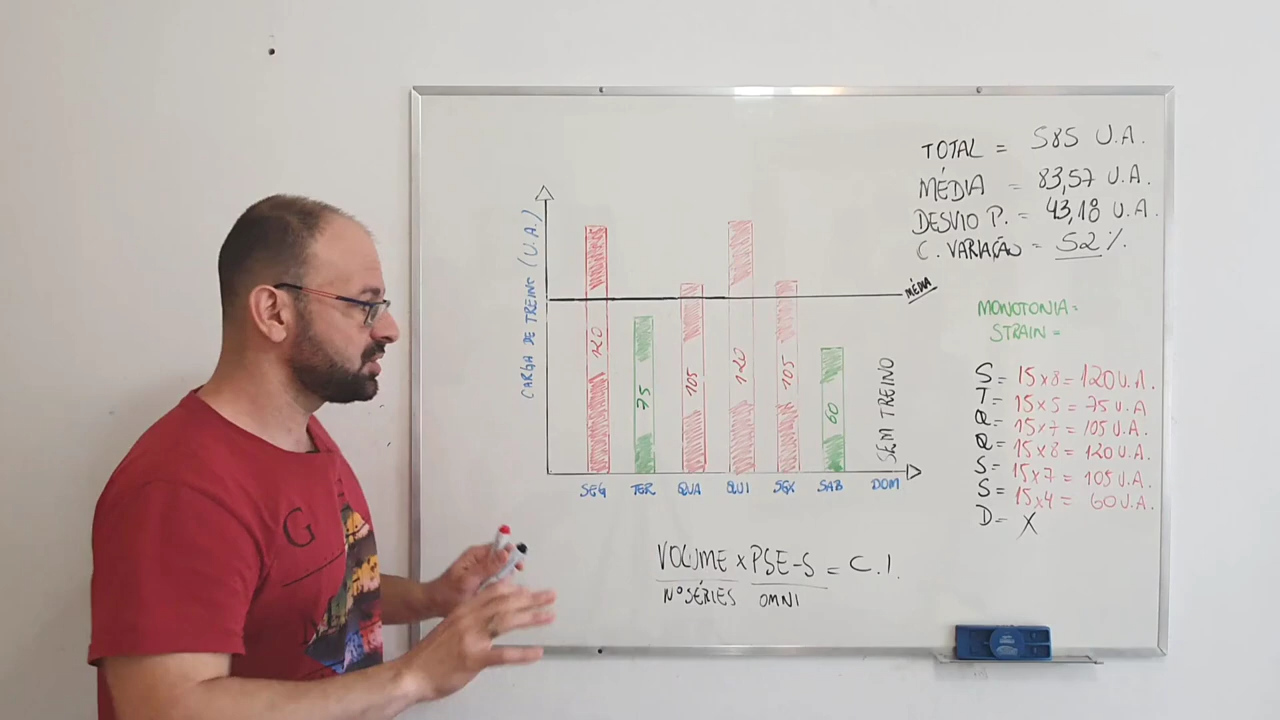 TOTAL = 585 U.A.
MÉDIA = 83,57 U.A.
DESVIO P. = 43,18 U.A.
C. VARIAÇÃO = 52%.
CARGA DE TREINO (U.A.)
MÉDIA
MONOTONIA =
STRAIN =
120
75
105
120
105
60
SEM TREINO
SEG TER QUA QUI SEX SAB DOM
S = 15x8 = 120 U.A.
T = 15x5 = 75 U.A
Q = 15x7 = 105 U.A.
Q = 15x8 = 120 U.A.
S = 15x7 = 105 U.A.
S = 15x4 = 60 U.A.
D = X
VOLUME x PSE-S = C.I.
Nº SÉRIES OMNI
G